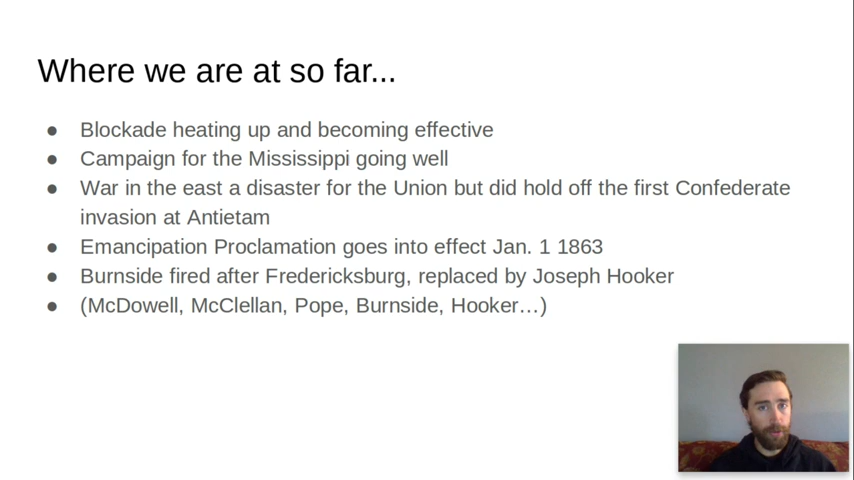 Where we are at so far...
● Blockade heating up and becoming effective
● Campaign for the Mississippi going well
● War in the east a disaster for the Union but did hold off the first Confederate
invasion at Antietam
● Emancipation Proclamation goes into effect Jan. 1 1863
● Burnside fired after Fredericksburg, replaced by Joseph Hooker
● (McDowell, McClellan, Pope, Burnside, Hooker…)